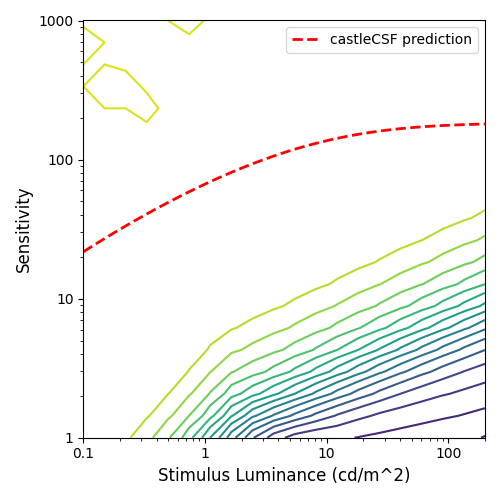 1000
castleCSF prediction
100
10
1
Sensitivity
0.1 1 10 100
Stimulus Luminance (cd/m^2)